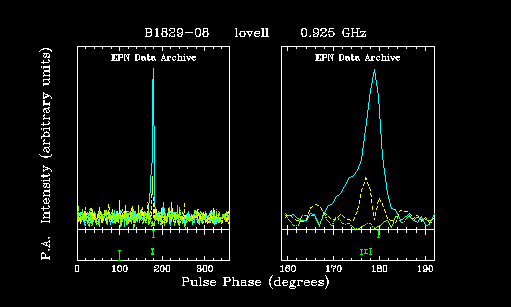 B1829-08 lovell 0.925 GHz
EPN Data Archive EPN Data Archive
P.A. Intensity (arbitrary units)
0 100 200 300 160 170 180 190
Pulse Phase (degrees)